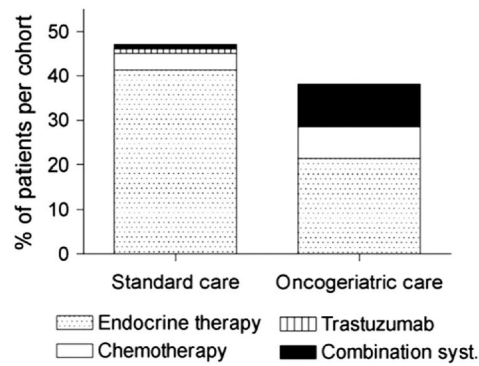 % of patients per cohort
50
40
30
20
10
0
Standard care Oncogeriatric care
Endocrine therapy Trastuzumab
Chemotherapy Combination syst.